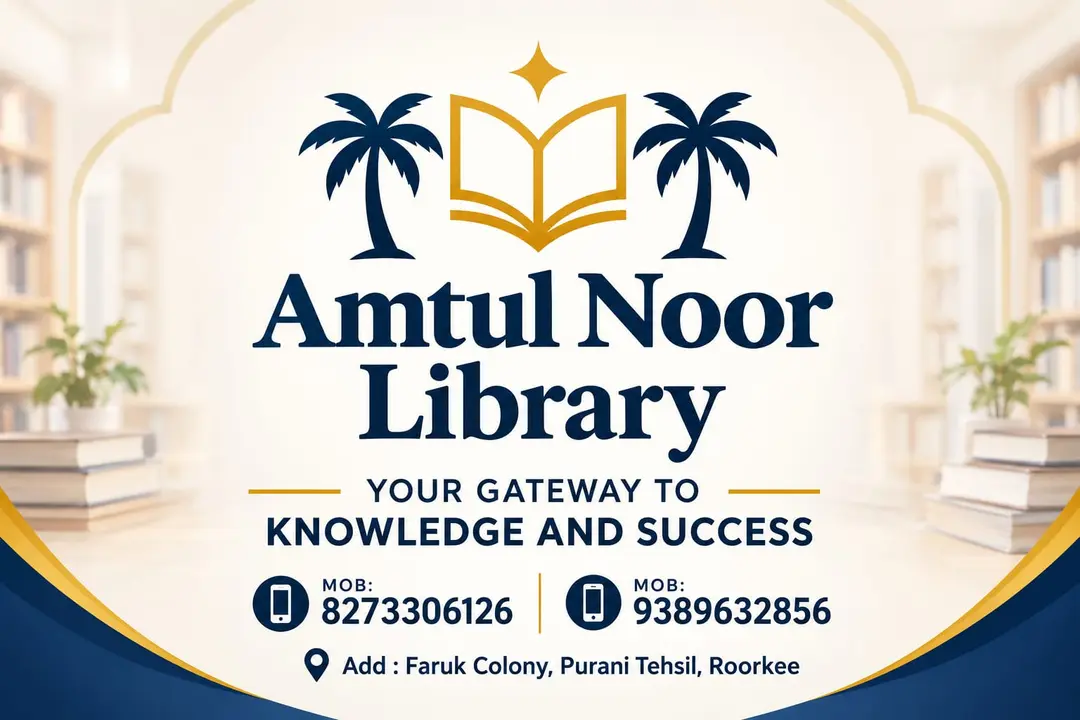 Amtul Noor
Library
YOUR GATEWAY TO
KNOWLEDGE AND SUCCESS
MOB:
8273306126
MOB:
9389632856
Add : Faruk Colony, Purani Tehsil, Roorkee